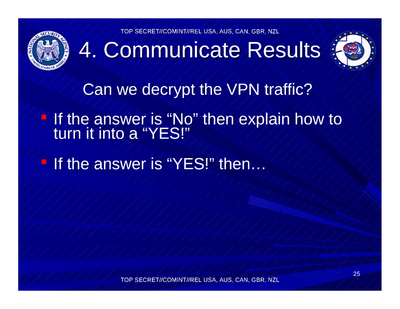 TOP SECRET//COMINT//REL USA, AUS, CAN, GBR, NZL
4. Communicate Results
Can we decrypt the VPN traffic?
If the answer is “No” then explain how to
turn it into a “YES!”
If the answer is “YES!” then…
25
TOP SECRET//COMINT//REL USA, AUS, CAN, GBR, NZL